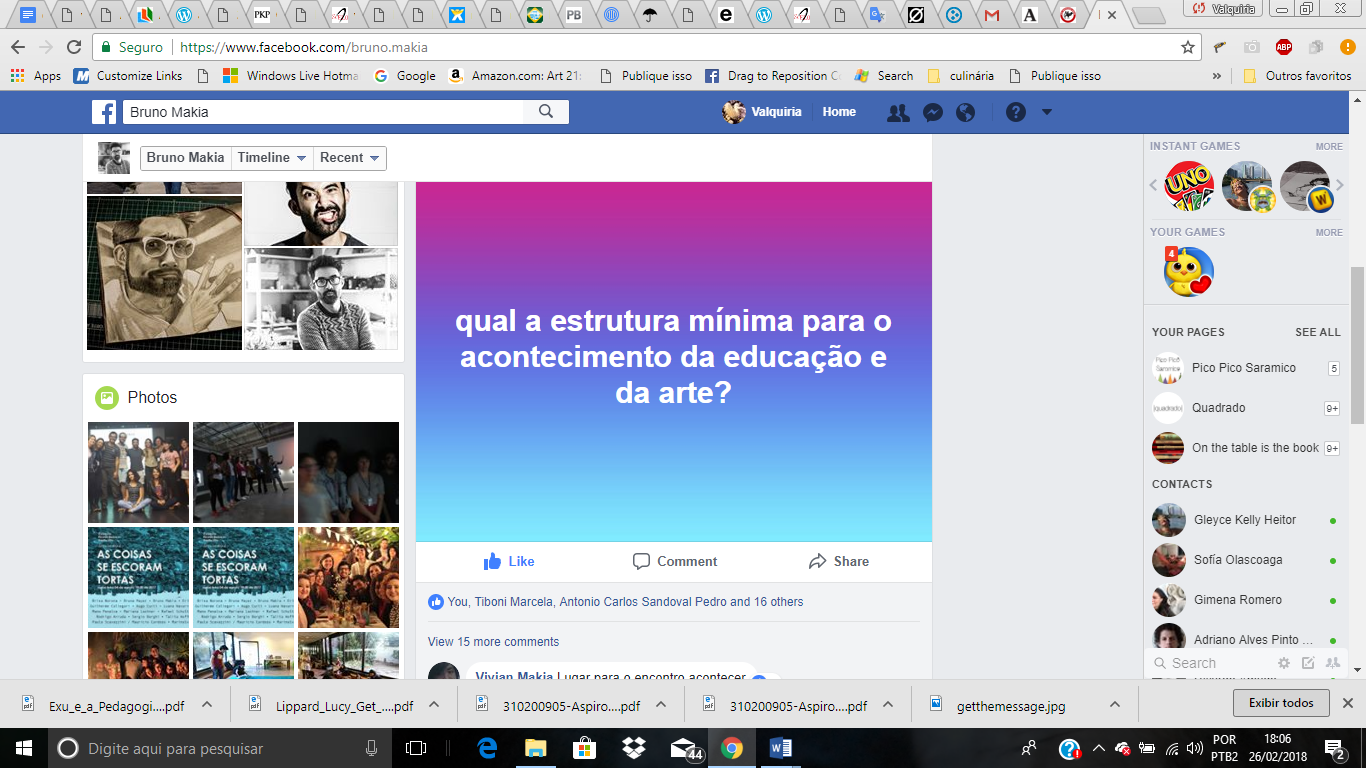 PKP
PB
e
A
Valquíria
Seguro
https://www.facebook.com/bruno.makia
ABP
Apps
Customize Links
Windows Live Hotma
Google
Amazon.com: Art 21:
Publique isso
Drag to Reposition C
Search
culinária
Publique isso
»
Outros favoritos
Bruno Makia
Valquiria
Home
Bruno Makia
Timeline
Recent
qual a estrutura mínima para o
acontecimento da educação e
da arte?
Photos
AS COISAS
SE ESCORAM
TORTAS
AS COISAS
SE ESCORAM
TORTAS
Like
Comment
Share
You, Tiboni Marcela, Antonio Carlos Sandoval Pedro and 16 others
View 15 more comments
Vivian Makia Lugar para o encontro acontecer
INSTANT GAMES
MORE
UNO
W
YOUR GAMES
MORE
4
YOUR PAGES
SEE ALL
Pico Pico Saramico
5
Quadrado
9+
On the table is the book
9+
CONTACTS
Gleyce Kelly Heitor
Sofía Olascoaga
Gimena Romero
Adriano Alves Pinto ...
Search
Exu_e_a_Pedagogi....pdf
Lippard_Lucy_Get_....pdf
310200905-Aspiro....pdf
310200905-Aspiro....pdf
getthemessage.jpg
Exibir todos
Digite aqui para pesquisar
44
POR
PTB2
18:06
26/02/2018
2